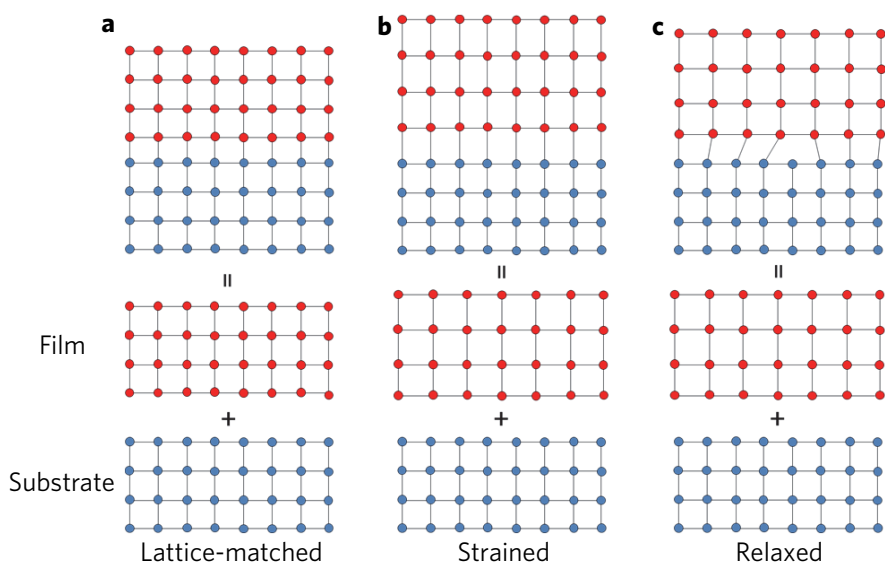 a b c
= = =
Film
+ + +
Substrate
Lattice-matched Strained Relaxed